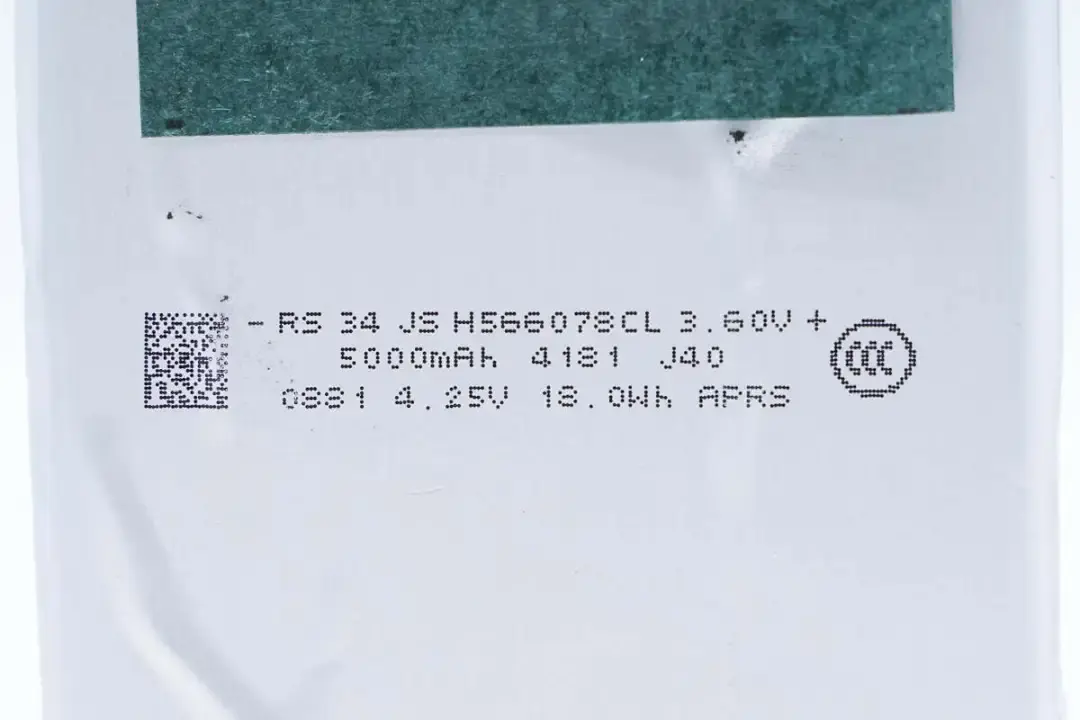 - RS 34 JS H566078CL 3.60V +
5000mAh 4181 J40
0881 4.25V 18.0Wh APRS
CCC